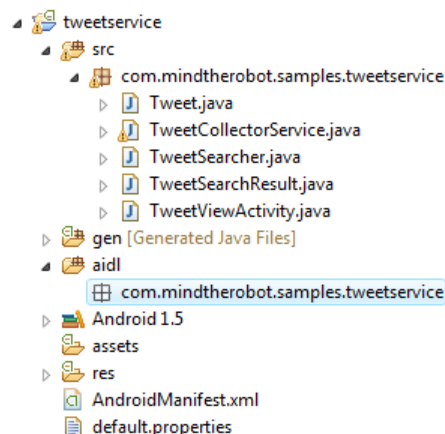 tweetservice
src
com.mindtherobot.samples.tweetservice
Tweet.java
TweetCollectorService.java
TweetSearcher.java
TweetSearchResult.java
TweetViewActivity.java
gen [Generated Java Files]
aidl
com.mindtherobot.samples.tweetservice
Android 1.5
assets
res
AndroidManifest.xml
default.properties